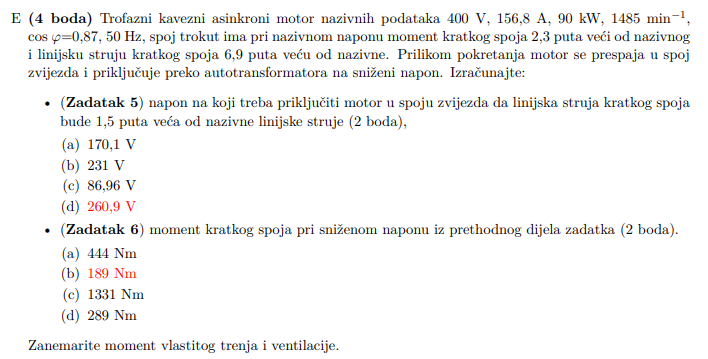 E (4 boda) Trofazni kavezni asinkroni motor nazivnih podataka 400 V, 156,8 A, 90 kW, 1485 min⁻¹,
cos φ=0,87, 50 Hz, spoj trokut ima pri nazivnom naponu moment kratkog spoja 2,3 puta veći od nazivnog
i linijsku struju kratkog spoja 6,9 puta veću od nazivne. Prilikom pokretanja motor se prespaja u spoj
zvijezda i priključuje preko autotransformatora na sniženi napon. Izračunajte:
• (Zadatak 5) napon na koji treba priključiti motor u spoju zvijezda da linijska struja kratkog spoja
bude 1,5 puta veća od nazivne linijske struje (2 boda),
(a) 170,1 V
(b) 231 V
(c) 86,96 V
(d) 260,9 V
• (Zadatak 6) moment kratkog spoja pri sniženom naponu iz prethodnog dijela zadatka (2 boda).
(a) 444 Nm
(b) 189 Nm
(c) 1331 Nm
(d) 289 Nm
Zanemarite moment vlastitog trenja i ventilacije.